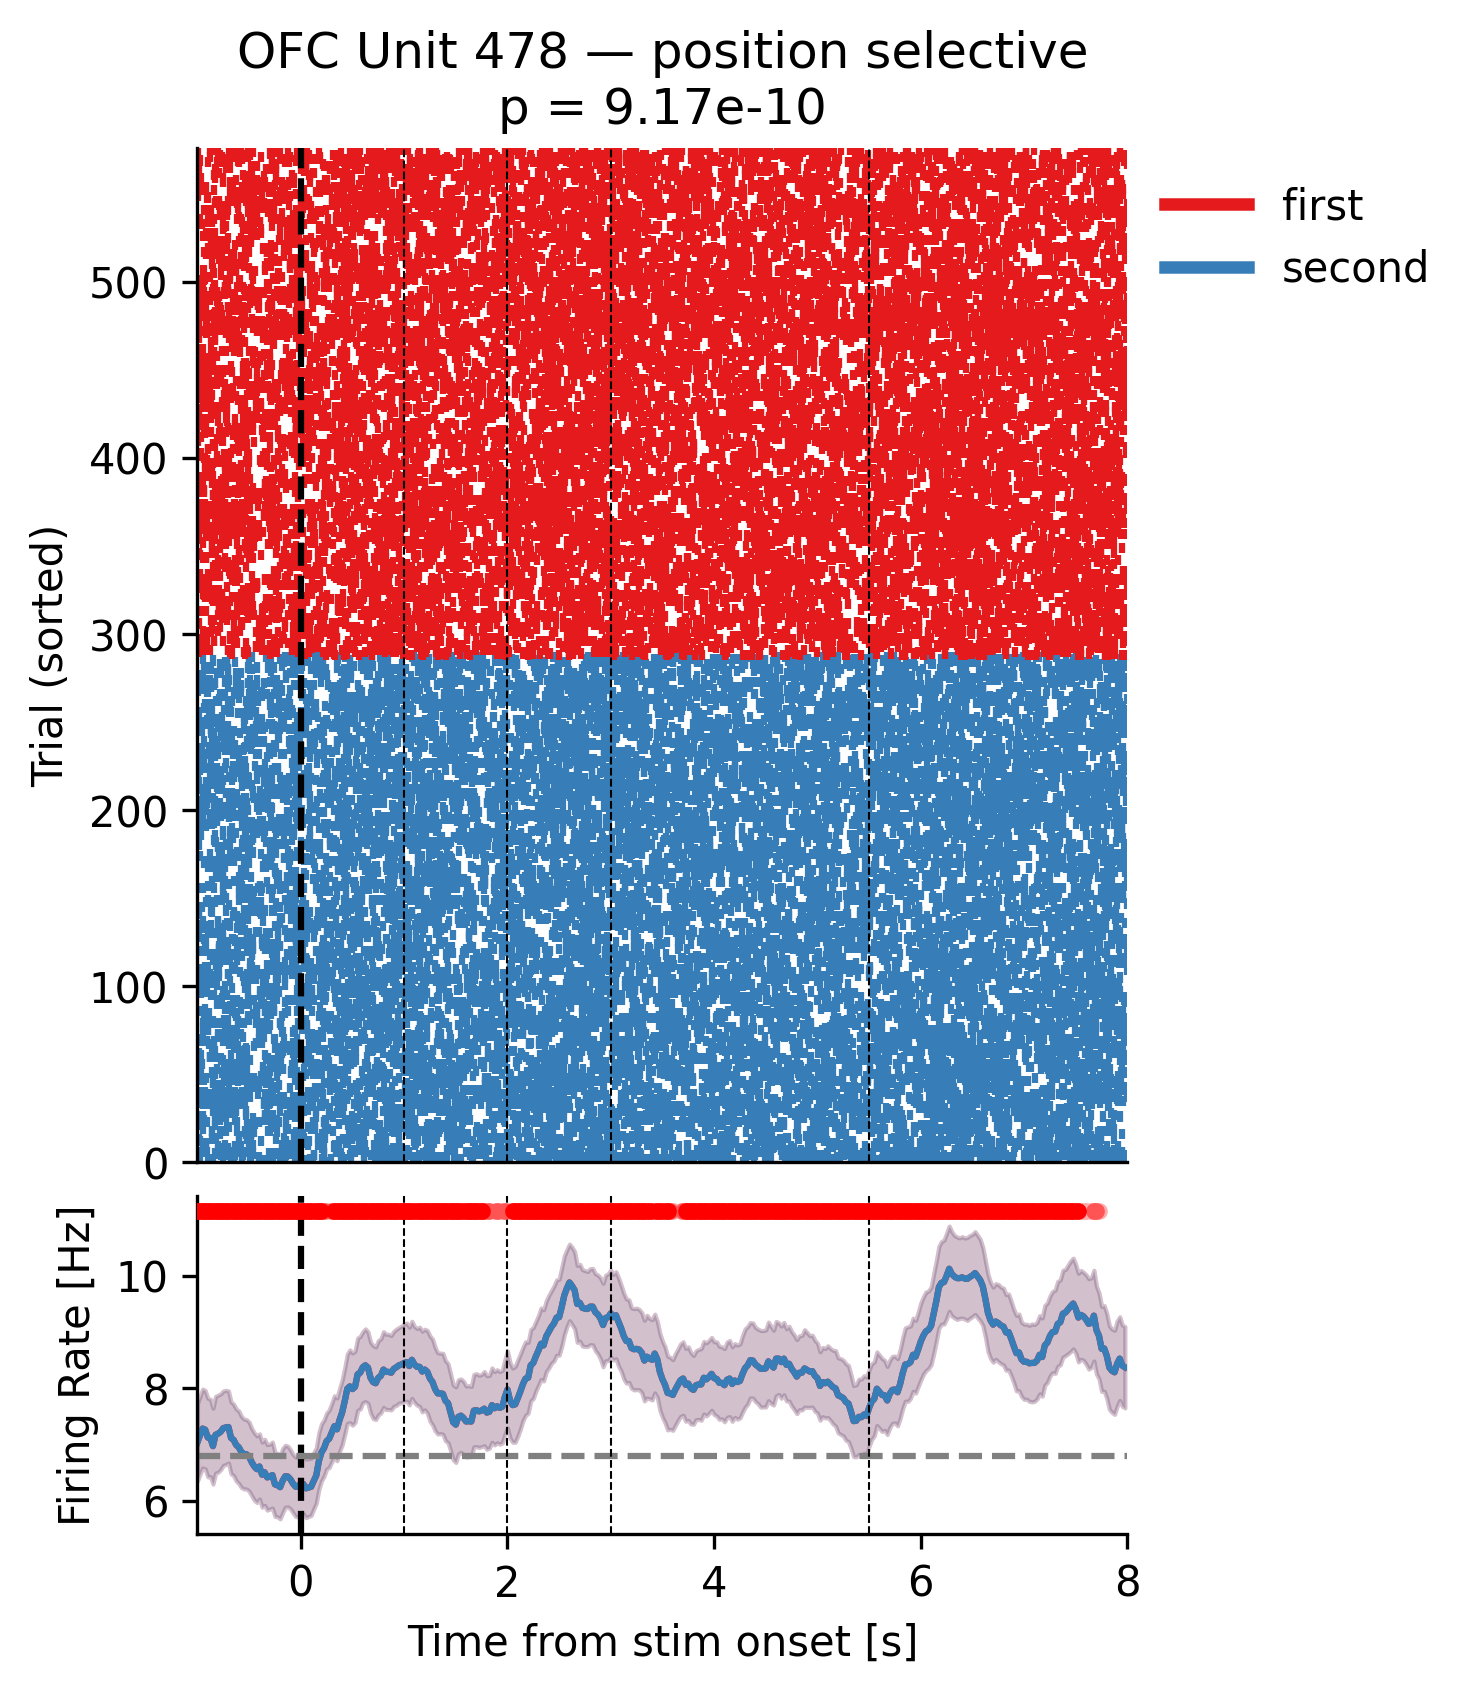 OFC Unit 478 — position selective
p = 9.17e-10
first
second
Trial (sorted)
500
400
300
200
100
0
Firing Rate [Hz]
10
8
6
0 2 4 6 8
Time from stim onset [s]